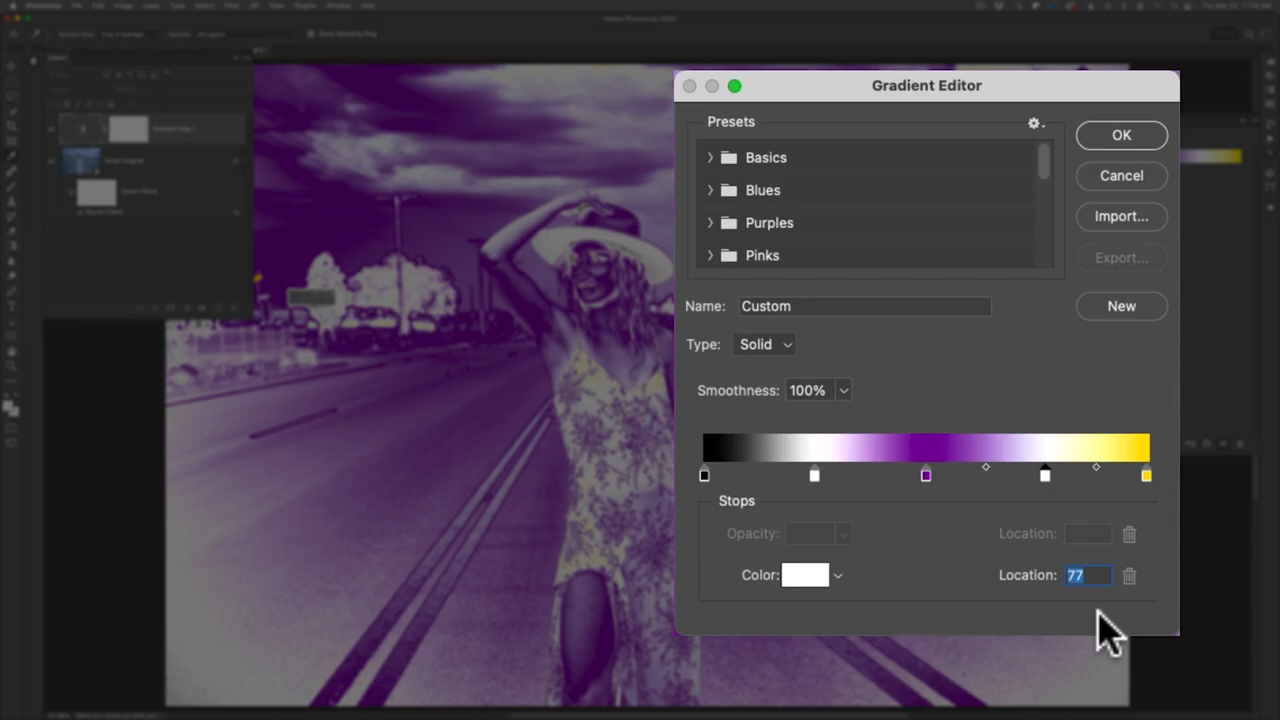 Gradient Editor
Presets
Basics
Blues
Purples
Pinks
OK
Cancel
Import...
Export...
Name: Custom
New
Type: Solid
Smoothness: 100%
Stops
Opacity:
Location:
Color:
Location: 77